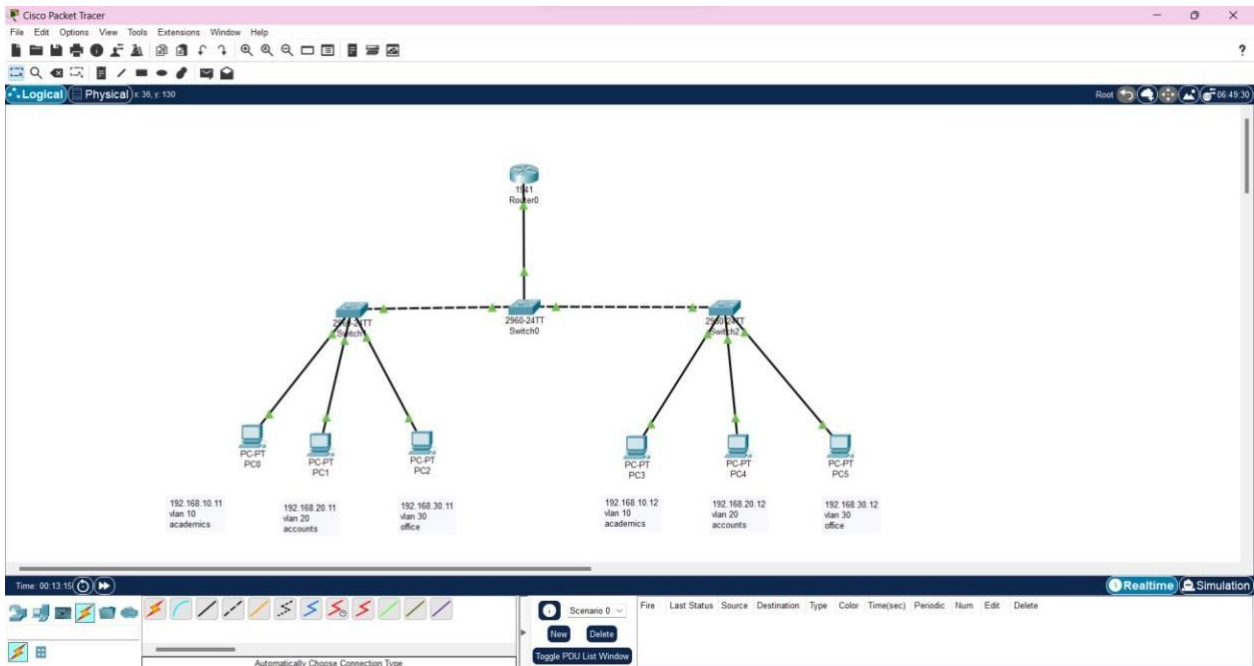 Cisco Packet Tracer
File Edit Options View Tools Extensions Window Help
?
Logical Physical x: 36, y: 130
Root 06:49:30
1941
Router0
2960-24TT
Switch0
2960-24TT
Switch1
2960-24TT
Switch2
PC-PT
PC0
PC-PT
PC1
PC-PT
PC2
PC-PT
PC3
PC-PT
PC4
PC-PT
PC5
192.168.10.11
vlan 10
academics
192.168.20.11
vlan 20
accounts
192.168.30.11
vlan 30
office
192.168.10.12
vlan 10
academics
192.168.20.12
vlan 20
accounts
192.168.30.12
vlan 30
office
Time: 00:13:15
Realtime Simulation
Scenario 0
New Delete
Toggle PDU List Window
Fire Last Status Source Destination Type Color Time(sec) Periodic Num Edit Delete
Automatically Choose Connection Type